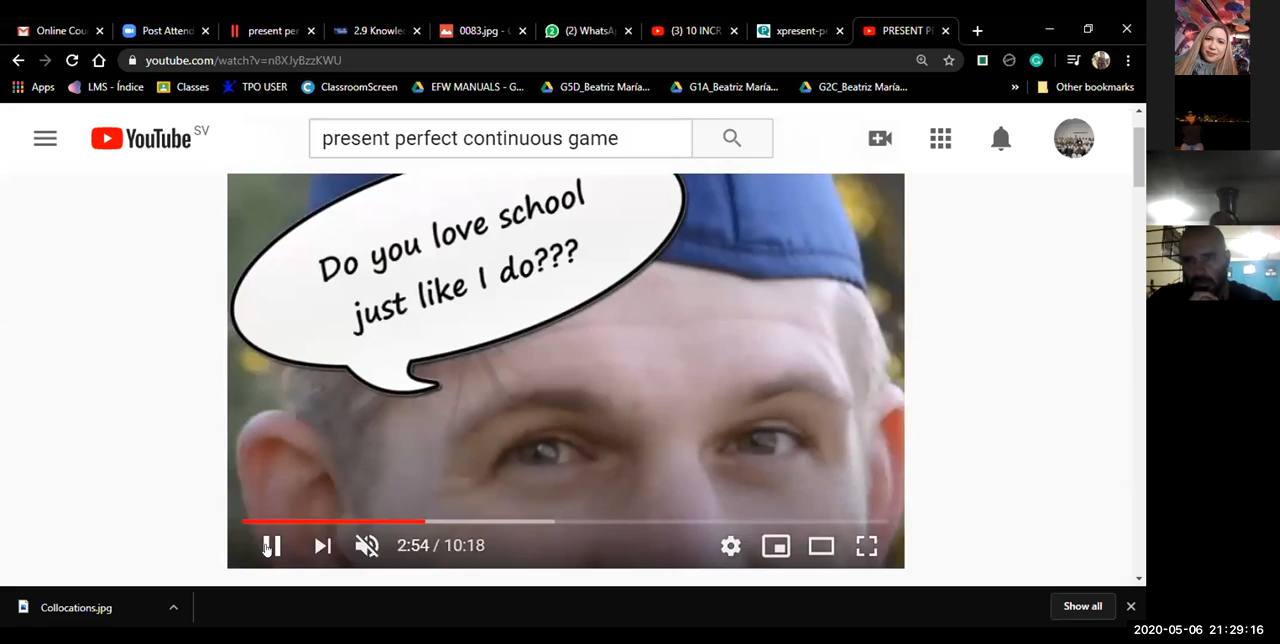 Online Cou
Post Attend
present per
2.9 Knowle
0083.jpg -
(2) WhatsA
(3) 10 INCR
xpresent-p
PRESENT P
youtube.com/watch?v=n8XJyBzzKWU
Apps
LMS - Índice
Classes
TPO USER
ClassroomScreen
EFW MANUALS - G...
G5D_Beatriz María...
G1A_Beatriz María...
G2C_Beatriz María...
»
Other bookmarks
YouTube SV
present perfect continuous game
Do you love school
just like I do???
2:54 / 10:18
Collocations.jpg
Show all
2020-05-06 21:29:16